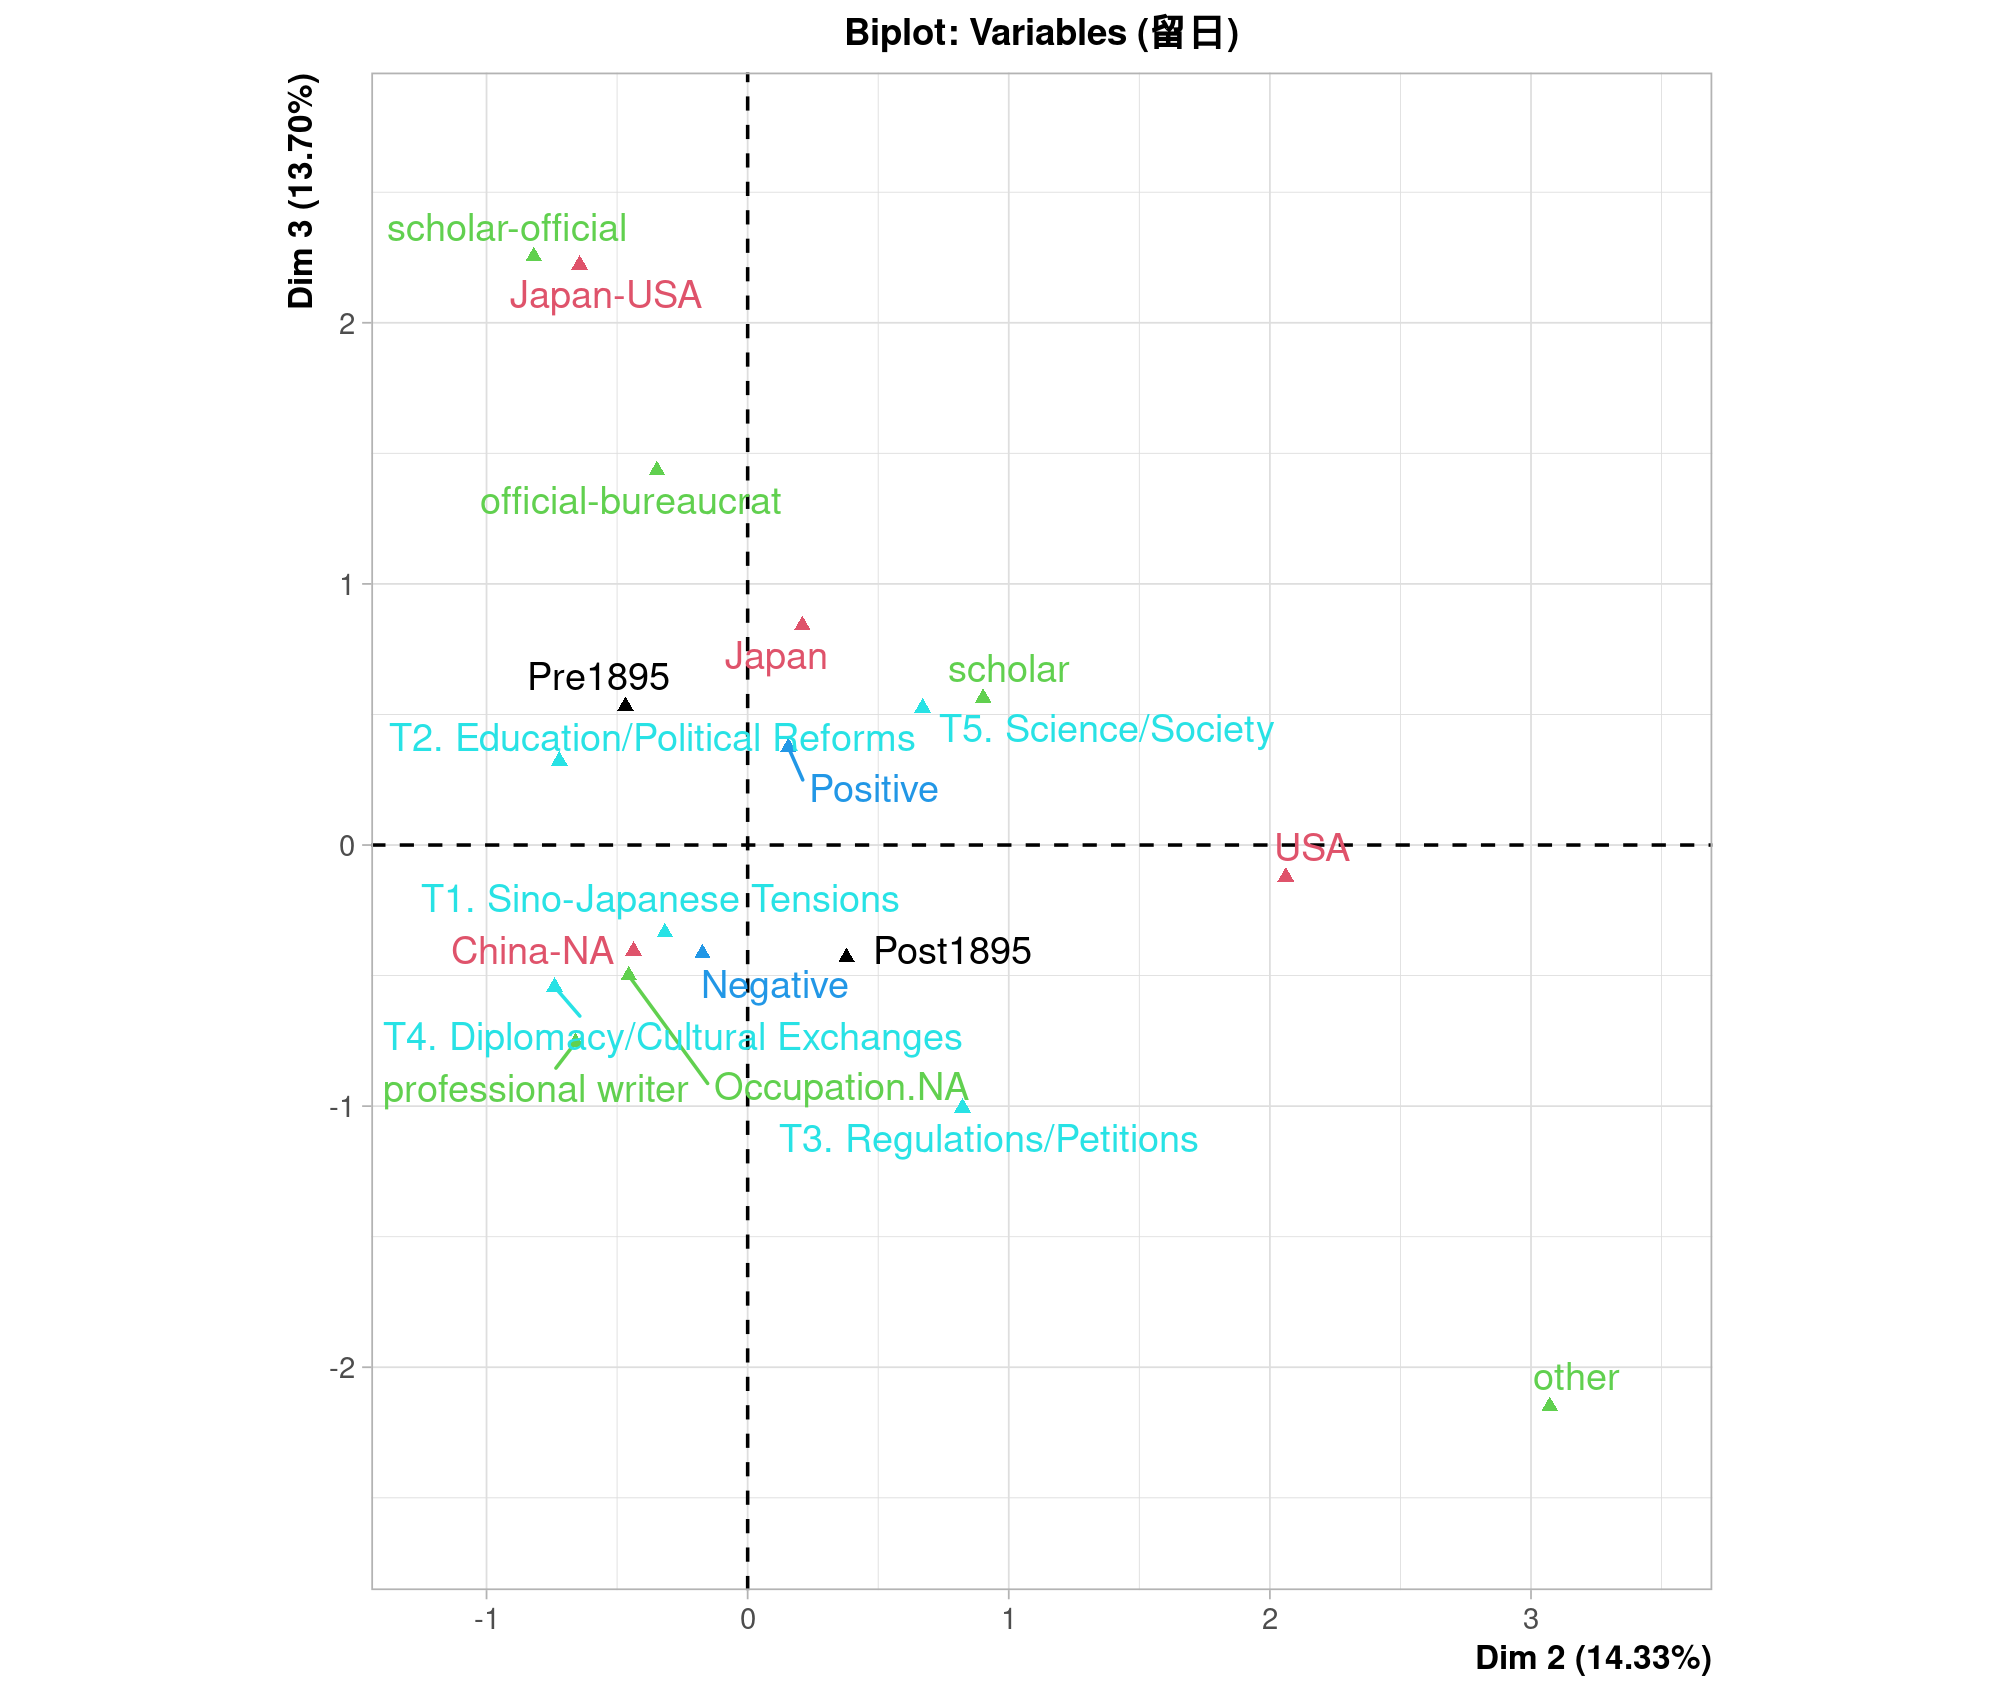 Biplot: Variables (留日)
Dim 3 (13.70%)
scholar-official
Japan-USA
2
official-bureaucrat
1
Japan
Pre1895
scholar
T2. Education/Political Reforms
T5. Science/Society
Positive
0
USA
T1. Sino-Japanese Tensions
China-NA
Post1895
Negative
T4. Diplomacy/Cultural Exchanges
professional writer
Occupation.NA
-1
T3. Regulations/Petitions
-2
other
-1 0 1 2 3
Dim 2 (14.33%)